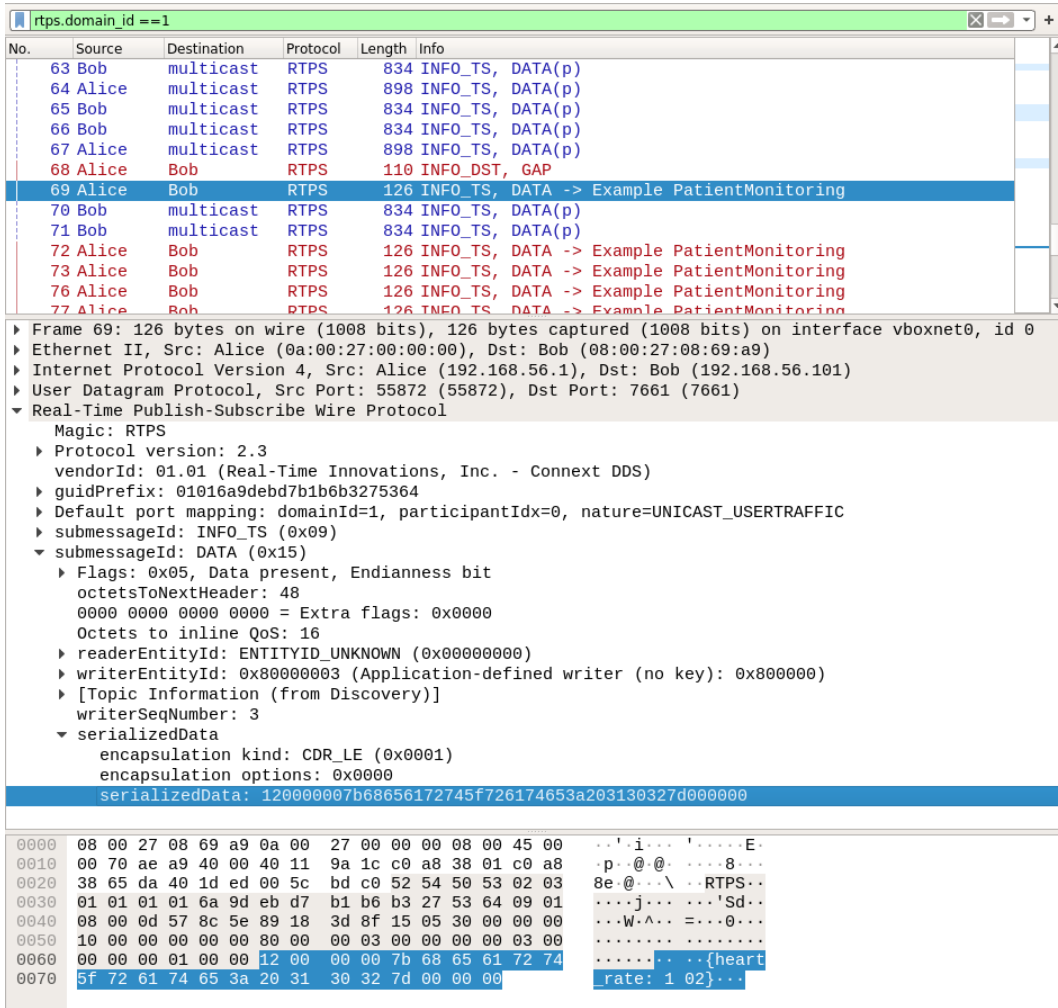 rtps.domain_id ==1
No. Source Destination Protocol Length Info
63 Bob multicast RTPS 834 INFO_TS, DATA(p)
64 Alice multicast RTPS 898 INFO_TS, DATA(p)
65 Bob multicast RTPS 834 INFO_TS, DATA(p)
66 Bob multicast RTPS 834 INFO_TS, DATA(p)
67 Alice multicast RTPS 898 INFO_TS, DATA(p)
68 Alice Bob RTPS 110 INFO_DST, GAP
69 Alice Bob RTPS 126 INFO_TS, DATA -> Example PatientMonitoring
70 Bob multicast RTPS 834 INFO_TS, DATA(p)
71 Bob multicast RTPS 834 INFO_TS, DATA(p)
72 Alice Bob RTPS 126 INFO_TS, DATA -> Example PatientMonitoring
73 Alice Bob RTPS 126 INFO_TS, DATA -> Example PatientMonitoring
76 Alice Bob RTPS 126 INFO_TS, DATA -> Example PatientMonitoring
77 Alice Bob RTPS 126 INFO_TS, DATA -> Example PatientMonitoring
Frame 69: 126 bytes on wire (1008 bits), 126 bytes captured (1008 bits) on interface vboxnet0, id 0
Ethernet II, Src: Alice (0a:00:27:00:00:00), Dst: Bob (08:00:27:08:69:a9)
Internet Protocol Version 4, Src: Alice (192.168.56.1), Dst: Bob (192.168.56.101)
User Datagram Protocol, Src Port: 55872 (55872), Dst Port: 7661 (7661)
Real-Time Publish-Subscribe Wire Protocol
Magic: RTPS
Protocol version: 2.3
vendorId: 01.01 (Real-Time Innovations, Inc. - Connext DDS)
guidPrefix: 01016a9debd7b1b6b3275364
Default port mapping: domainId=1, participantIdx=0, nature=UNICAST_USERTRAFFIC
submessageId: INFO_TS (0x09)
submessageId: DATA (0x15)
Flags: 0x05, Data present, Endianness bit
octetsToNextHeader: 48
0000 0000 0000 0000 = Extra flags: 0x0000
Octets to inline QoS: 16
readerEntityId: ENTITYID_UNKNOWN (0x00000000)
writerEntityId: 0x80000003 (Application-defined writer (no key): 0x800000)
[Topic Information (from Discovery)]
writerSeqNumber: 3
serializedData
encapsulation kind: CDR_LE (0x0001)
encapsulation options: 0x0000
serializedData: 120000007b68656172745f726174653a203130327d000000
0000 08 00 27 08 69 a9 0a 00 27 00 00 00 08 00 45 00 ··'·i··· '·····E·
0010 00 70 ae a9 40 00 40 11 9a 1c c0 a8 38 01 c0 a8 ·p··@·@· ····8···
0020 38 65 da 40 1d ed 00 5c bd c0 52 54 50 53 02 03 8e·@···\ ··RTPS··
0030 01 01 01 01 6a 9d eb d7 b1 b6 b3 27 53 64 09 01 ····j··· ···'Sd··
0040 08 00 0d 57 8c 5e 89 18 3d 8f 15 05 30 00 00 00 ···W·^·· =···0···
0050 10 00 00 00 00 00 80 00 00 03 00 00 00 00 03 00 ········ ········
0060 00 00 00 01 00 00 12 00 00 00 7b 68 65 61 72 74 ········ ··{heart
0070 5f 72 61 74 65 3a 20 31 30 32 7d 00 00 00 _rate: 1 02}···